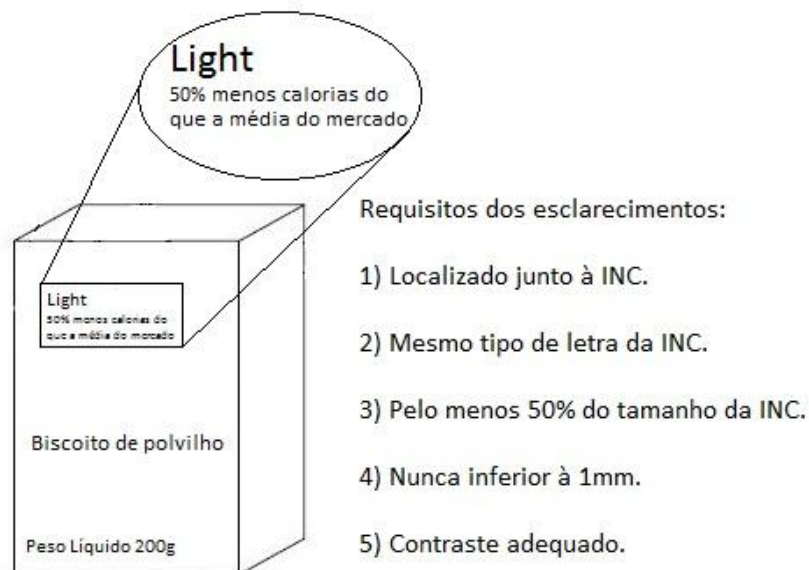 Light
50% menos calorias do
que a média do mercado
Requisitos dos esclarecimentos:
1) Localizado junto à INC.
Light
50% menos calorias do
que a média do mercado
2) Mesmo tipo de letra da INC.
3) Pelo menos 50% do tamanho da INC.
Biscoito de polvilho
4) Nunca inferior à 1mm.
Peso Líquido 200g
5) Contraste adequado.